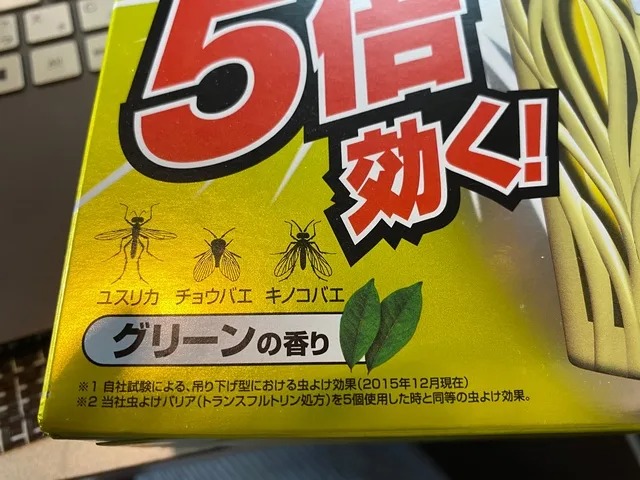 5倍
効く!
ユスリカ チョウバエ キノコバエ
グリーンの香り
※1 自社試験による、吊り下げ型における虫よけ効果(2015年12月現在)
※2 当社虫よけバリア(トランスフルトリン処方)を5個使用した時と同等の虫よけ効果。